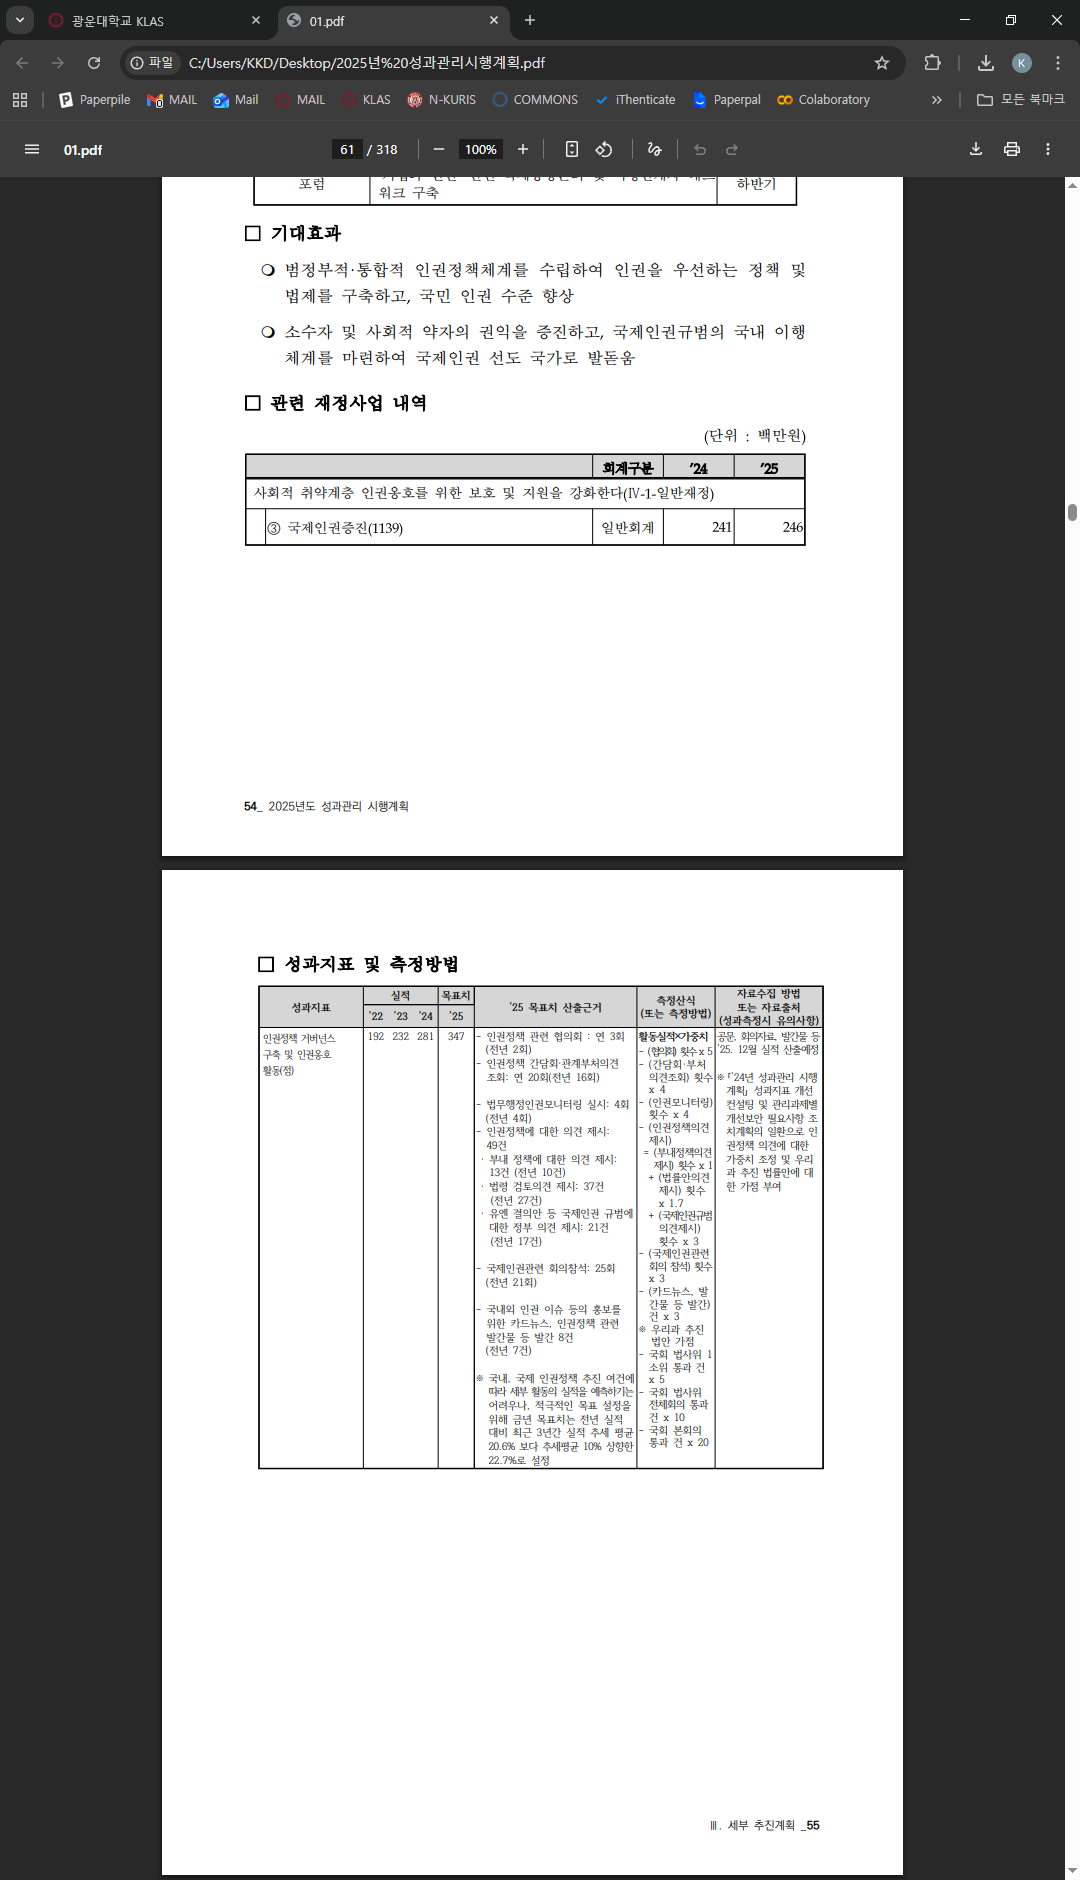 광운대학교 KLAS
01.pdf
파일
C:/Users/KKD/Desktop/2025년%20성과관리시행계획.pdf
K
Paperpile
MAIL
Mail
MAIL
KLAS
N-KURIS
COMMONS
iThenticate
Paperpal
Colaboratory
모든 북마크
01.pdf
61 / 318
100%
포럼
워크 구축
하반기
□ 기대효과
❍ 범정부적·통합적 인권정책체계를 수립하여 인권을 우선하는 정책 및
법제를 구축하고, 국민 인권 수준 향상
❍ 소수자 및 사회적 약자의 권익을 증진하고, 국제인권규범의 국내 이행
체계를 마련하여 국제인권 선도 국가로 발돋움
□ 관련 재정사업 내역
(단위 : 백만원)
회계구분 '24 '25
사회적 취약계층 인권옹호를 위한 보호 및 지원을 강화한다(Ⅳ-1-일반재정)
③ 국제인권증진(1139) 일반회계 241 246
54_ 2025년도 성과관리 시행계획
□ 성과지표 및 측정방법
성과지표
실적
'22 '23 '24
목표치
'25
'25 목표치 산출근거
측정산식
(또는 측정방법)
자료수집 방법
또는 자료출처
(성과측정시 유의사항)
인권정책 거버넌스
구축 및 인권옹호
활동(점)
192 232 281 347
- 인권정책 관련 협의회 : 연 3회
(전년 2회)
- 인권정책 간담회·관계부처의견
조회: 연 20회(전년 16회)
- 법무행정인권모니터링 실시: 4회
(전년 4회)
- 인권정책에 대한 의견 제시:
49건
· 부내 정책에 대한 의견 제시:
13건 (전년 10건)
· 법령 검토의견 제시: 37건
(전년 27건)
· 유엔 결의안 등 국제인권 규범에
대한 정부 의견 제시: 21건
(전년 17건)
- 국제인권관련 회의참석: 25회
(전년 21회)
- 국내외 인권 이슈 등의 홍보를
위한 카드뉴스, 인권정책 관련
발간물 등 발간 8건
(전년 7건)
※ 국내, 국제 인권정책 추진 여건에
따라 세부 활동의 실적을 예측하기는
어려우나, 적극적인 목표 설정을
위해 금년 목표치는 전년 실적
대비 최근 3년간 실적 추세 평균
20.6% 보다 추세평균 10% 상향한
22.7%로 설정
활동실적×가중치
- (협의회) 횟수 x 5
- (간담회·부처
의견조회) 횟수
x 4
- (인권모니터링)
횟수 x 4
- (인권정책의견
제시)
= (부내정책의견
제시) 횟수 x 1
+ (법률안의견
제시) 횟수
x 1.7
+ (국제인권규범
의견제시)
횟수 x 3
- (국제인권관련
회의 참석) 횟수
x 3
- (카드뉴스, 발
간물 등 발간)
건 x 3
※ 우리과 추진
법안 가점
- 국회 법사위 1
소위 통과 건
x 5
- 국회 법사위
전체회의 통과
건 x 10
- 국회 본회의
통과 건 x 20
공문, 회의자료, 발간물 등
'25. 12월 실적 산출예정
※ 「'24년 성과관리 시행
계획」 성과지표 개선
컨설팅 및 관리과제별
개선보안 필요사항 조
치계획의 일환으로 인
권정책 의견에 대한
가중치 조정 및 우리
과 추진 법률안에 대
한 가점 부여
Ⅲ. 세부 추진계획 _55